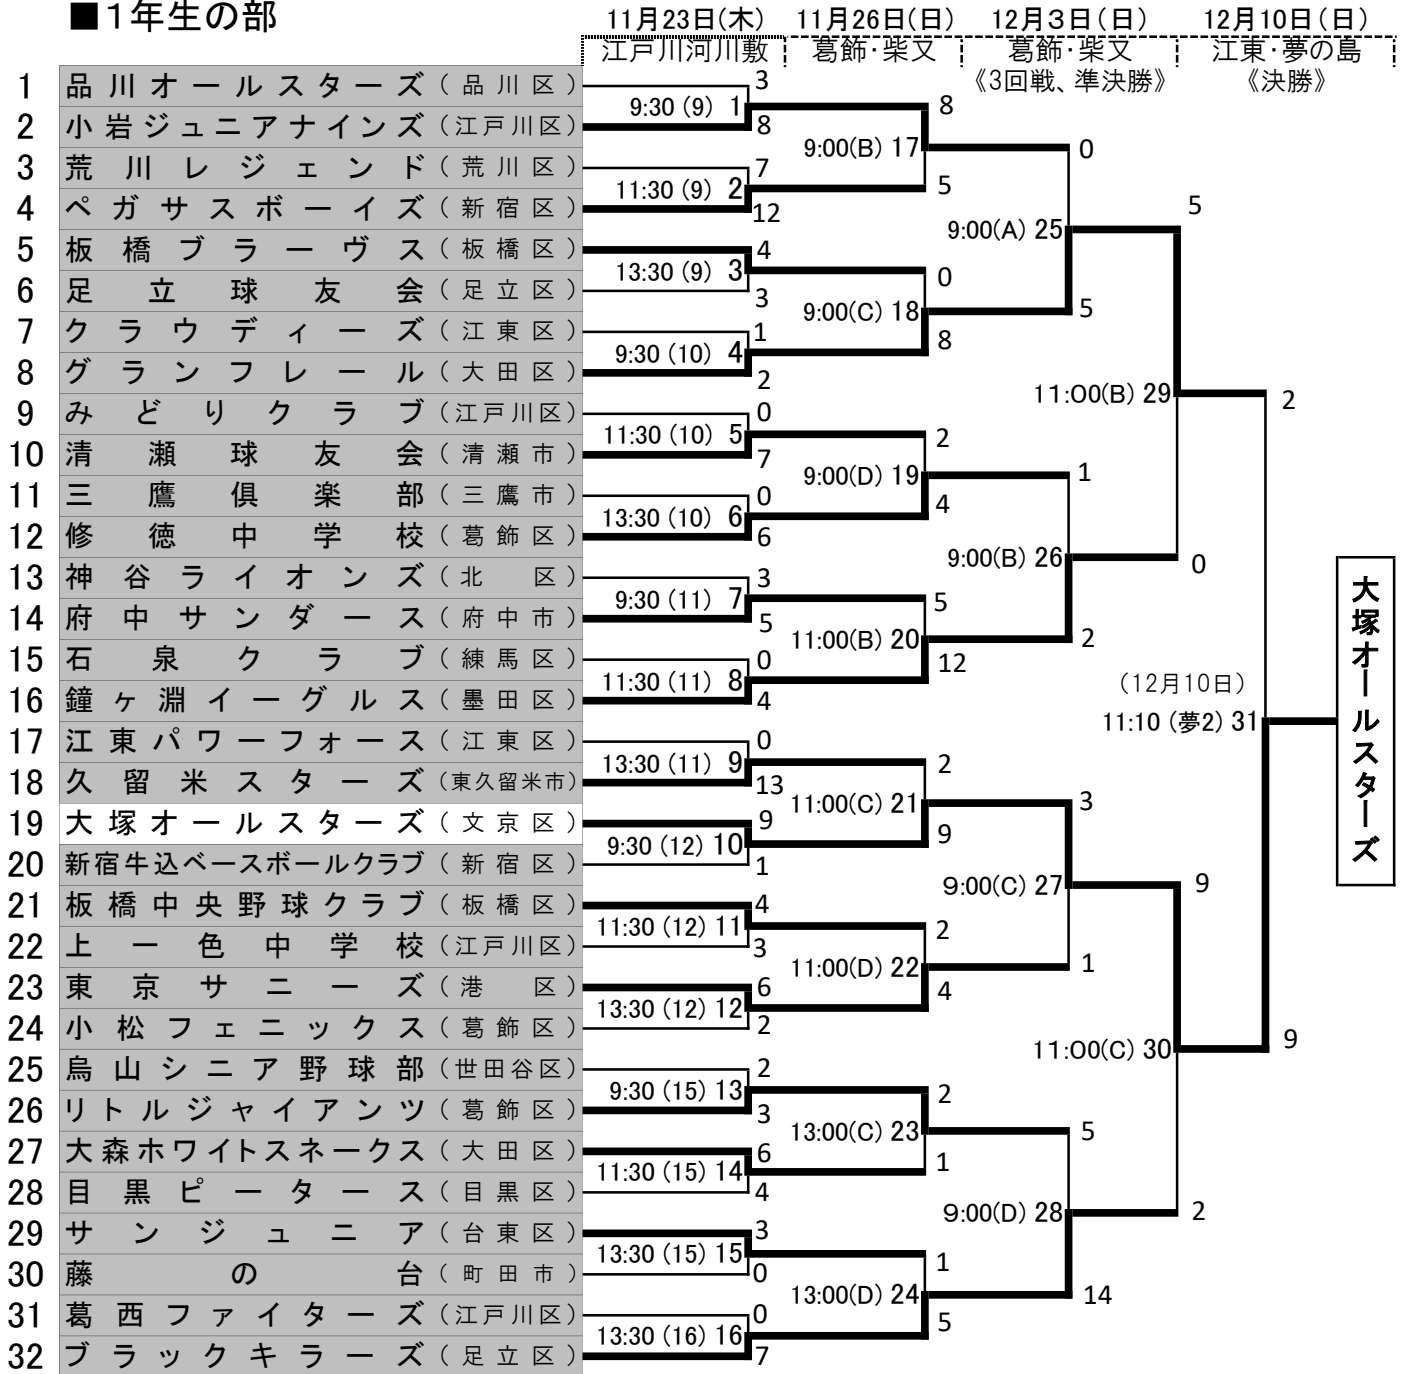 ■1年生の部
11月23日(木) 11月26日(日) 12月3日(日) 12月10日(日)
江戸川河川敷 葛飾・柴又 葛飾・柴又 江東・夢の島
《3回戦、準決勝》 《決勝》
1 品川オールスターズ(品川区) 3
9:30 (9) 1 8
2 小岩ジュニアナインズ(江戸川区) 8
9:00(B) 17 0
3 荒川レジェンド(荒川区) 7
11:30 (9) 2 5
4 ペガサスボーイズ(新宿区) 12
9:00(A) 25 5
5 板橋ブラーヴス(板橋区) 4
13:30 (9) 3 0
6 足立球友会(足立区) 3
9:00(C) 18 5
7 クラウディーズ(江東区) 1
9:30 (10) 4 8
8 グランフレール(大田区) 2
11:00(B) 29 2
9 みどりクラブ(江戸川区) 0
11:30 (10) 5 2
10 清瀬球友会(清瀬市) 7
9:00(D) 19 1
11 三鷹倶楽部(三鷹市) 0
13:30 (10) 6 4
12 修徳中学校(葛飾区) 6
9:00(B) 26 0
13 神谷ライオンズ(北区) 3
9:30 (11) 7 5
14 府中サンダース(府中市) 5
11:00(B) 20 2
15 石泉クラブ(練馬区) 0
11:30 (11) 8 12
16 鐘ヶ淵イーグルス(墨田区) 4
(12月10日)
11:10 (夢2) 31
大塚オールスターズ
17 江東パワーフォース(江東区) 0
13:30 (11) 9 2
18 久留米スターズ(東久留米市) 13
11:00(C) 21 3
19 大塚オールスターズ(文京区) 9
9:30 (12) 10 9
20 新宿牛込ベースボールクラブ(新宿区) 1
9:00(C) 27 9
21 板橋中央野球クラブ(板橋区) 4
11:30 (12) 11 2
22 上一色中学校(江戸川区) 3
11:00(D) 22 1
23 東京サニーズ(港区) 6
13:30 (12) 12 4
24 小松フェニックス(葛飾区) 2
11:00(C) 30 9
25 烏山シニア野球部(世田谷区) 2
9:30 (15) 13 2
26 リトルジャイアンツ(葛飾区) 3
13:00(C) 23 5
27 大森ホワイトスネークス(大田区) 6
11:30 (15) 14 1
28 目黒ピータース(目黒区) 4
9:00(D) 28 2
29 サンジュニア(台東区) 3
13:30 (15) 15 1
30 藤の台(町田市) 0
13:00(D) 24 14
31 葛西ファイターズ(江戸川区) 0
13:30 (16) 16 5
32 ブラックキラーズ(足立区) 7